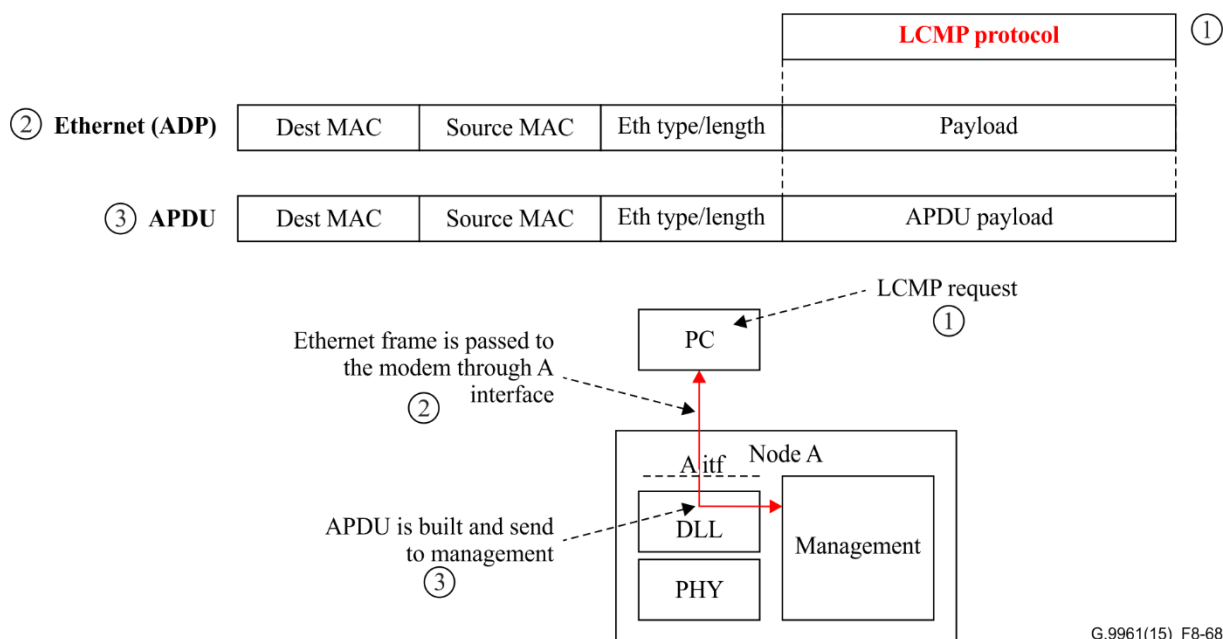 LCMP protocol ①
② Ethernet (ADP) Dest MAC Source MAC Eth type/length Payload
③ APDU Dest MAC Source MAC Eth type/length APDU payload
LCMP request
①
PC
Ethernet frame is passed to
the modem through A
interface
②
Node A
A itf
APDU is built and send
to management
③
DLL
Management
PHY
G.9961(15)_F8-68